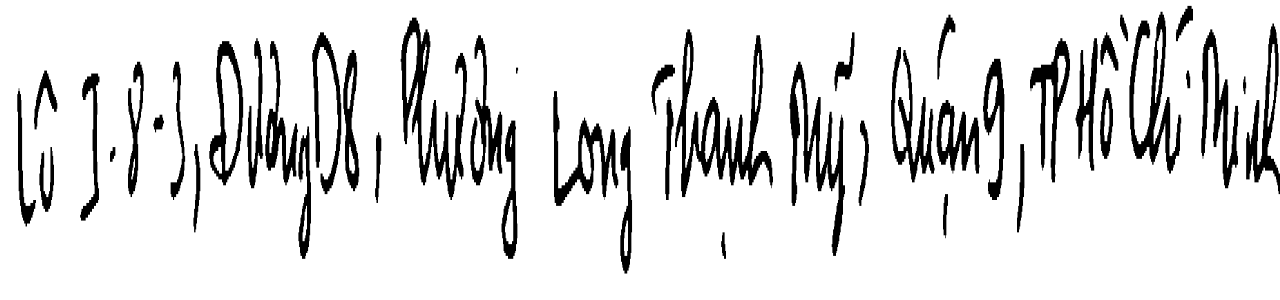 Lô I-8-3, Đường D8, Phường Long Thạnh Mỹ, Quận 9, TP Hồ Chí Minh